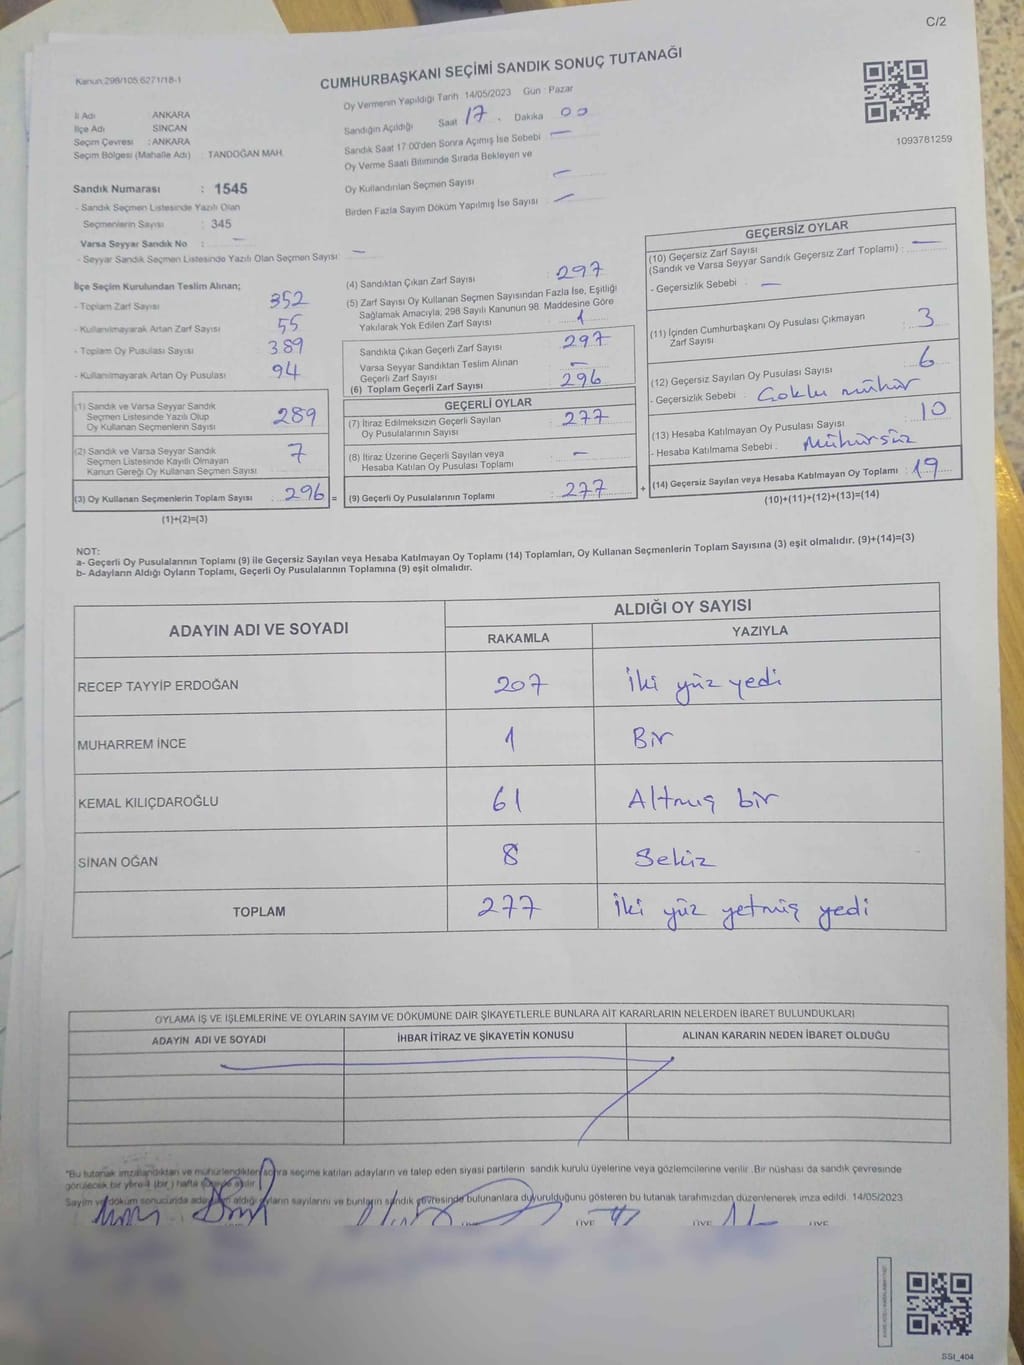 C/2
Kanun:298/105.6271/18-1
CUMHURBAŞKANI SEÇİMİ SANDIK SONUÇ TUTANAĞI
İl Adı ANKARA
İlçe Adı SİNCAN
Seçim Çevresi : ANKARA
Seçim Bölgesi (Mahalle Adı) : TANDOĞAN MAH.
Sandık Numarası : 1545
- Sandık Seçmen Listesinde Yazılı Olan
Seçmenlerin Sayısı : 345
Varsa Seyyar Sandık No : —
- Seyyar Sandık Seçmen Listesinde Yazılı Olan Seçmen Sayısı: —
Oy Vermenin Yapıldığı Tarih 14/05/2023 Gün : Pazar
Sandığın Açıldığı Saat 17 . Dakika 00
Sandık Saat 17:00'den Sonra Açımış İse Sebebi —
Oy Verme Saati Bitiminde Sırada Bekleyen ve
Oy Kullandırılan Seçmen Sayısı —
Birden Fazla Sayım Döküm Yapılmış İse Sayısı —
1093781259
İlçe Seçim Kurulundan Teslim Alınan;
- Toplam Zarf Sayısı 352
- Kullanılmayarak Artan Zarf Sayısı 55
- Toplam Oy Pusulası Sayısı 389
- Kullanılmayarak Artan Oy Pusulası 94
(1) Sandık ve Varsa Seyyar Sandık
Seçmen Listesinde Yazılı Olup
Oy Kullanan Seçmenlerin Sayısı 289
(2) Sandık ve Varsa Seyyar Sandık
Seçmen Listesinde Kayıtlı Olmayan
Kanun Gereği Oy Kullanan Seçmen Sayısı 7
(3) Oy Kullanan Seçmenlerin Toplam Sayısı : 296 =
(1)+(2)=(3)
(4) Sandıktan Çıkan Zarf Sayısı : 297
(5) Zarf Sayısı Oy Kullanan Seçmen Sayısından Fazla İse, Eşitliği
Sağlamak Amacıyla, 298 Sayılı Kanunun 98. Maddesine Göre
Yakılarak Yok Edilen Zarf Sayısı : 1
Sandıkta Çıkan Geçerli Zarf Sayısı : 297
Varsa Seyyar Sandıktan Teslim Alınan
Geçerli Zarf Sayısı —
(6) Toplam Geçerli Zarf Sayısı 296
GEÇERLİ OYLAR
(7) İtiraz Edilmeksizin Geçerli Sayılan
Oy Pusulalarının Sayısı : 277
(8) İtiraz Üzerine Geçerli Sayılan veya
Hesaba Katılan Oy Pusulası Toplamı : —
(9) Geçerli Oy Pusulalarının Toplamı : 277 +
GEÇERSİZ OYLAR
(10) Geçersiz Zarf Sayısı
(Sandık ve Varsa Seyyar Sandık Geçersiz Zarf Toplamı) : —
- Geçersizlik Sebebi : —
(11) İçinden Cumhurbaşkanı Oy Pusulası Çıkmayan
Zarf Sayısı : 3
(12) Geçersiz Sayılan Oy Pusulası Sayısı : 6
- Geçersizlik Sebebi : Çoklu mühür
(13) Hesaba Katılmayan Oy Pusulası Sayısı : 10
- Hesaba Katılmama Sebebi : Mühürsüz
(14) Geçersiz Sayılan veya Hesaba Katılmayan Oy Toplamı : 19
(10)+(11)+(12)+(13)=(14)
NOT:
a- Geçerli Oy Pusulalarının Toplamı (9) ile Geçersiz Sayılan veya Hesaba Katılmayan Oy Toplamı (14) Toplamları, Oy Kullanan Seçmenlerin Toplam Sayısına (3) eşit olmalıdır. (9)+(14)=(3)
b- Adayların Aldığı Oyların Toplamı, Geçerli Oy Pusulalarının Toplamına (9) eşit olmalıdır.
ADAYIN ADI VE SOYADI
ALDIĞI OY SAYISI
RAKAMLA YAZIYLA
RECEP TAYYİP ERDOĞAN 207 İki yüz yedi
MUHARREM İNCE 1 Bir
KEMAL KILIÇDAROĞLU 61 Altmış bir
SİNAN OĞAN 8 Sekiz
TOPLAM 277 İki yüz yetmiş yedi
OYLAMA İŞ VE İŞLEMLERİNE VE OYLARIN SAYIM VE DÖKÜMÜNE DAİR ŞİKAYETLERLE BUNLARA AİT KARARLARIN NELERDEN İBARET BULUNDUKLARI
ADAYIN ADI VE SOYADI İHBAR İTİRAZ VE ŞİKAYETİN KONUSU ALINAN KARARIN NEDEN İBARET OLDUĞU
"Bu tutanak imzalandıktan ve mühürlendikten sonra seçime katılan adayların ve talep eden siyasi partilerin sandık kurulu üyelerine veya gözlemcilerine verilir. Bir nüshası da sandık çevresinde
görülecek bir yere 1 (bir) hafta süreyle asılır.
Sayım ve döküm sonucunda adayların aldığı oyların sayılarını ve bunların sandık çevresinde bulunanlara duyurulduğunu gösteren bu tutanak tarafımızdan düzenlenerek imza edildi. 14/05/2023
ÜYE ÜYE ÜYE
SSI_404